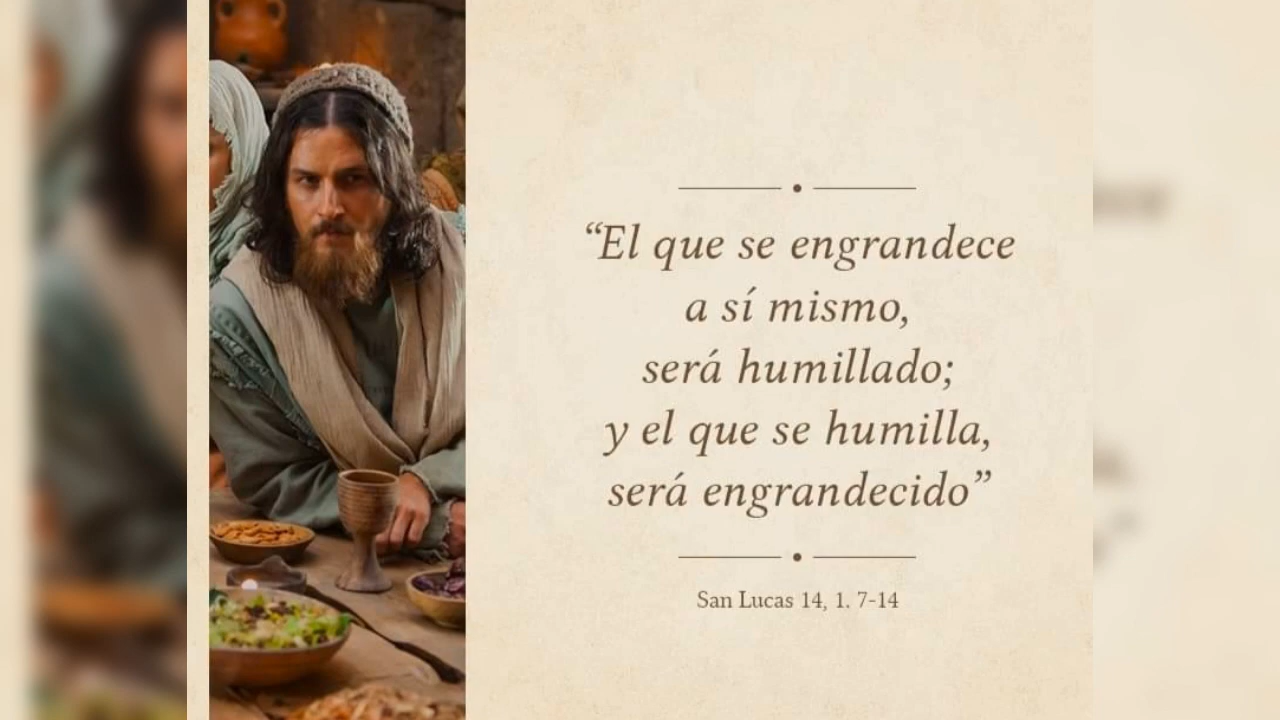 “El que se engrandece
a sí mismo,
será humillado;
y el que se humilla,
será engrandecido”
San Lucas 14, 1. 7-14